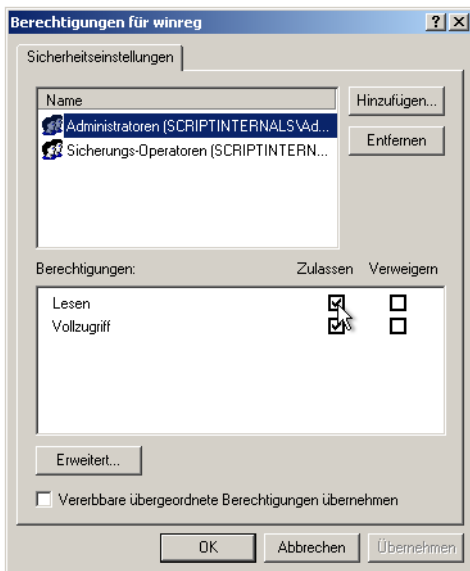 Berechtigungen für winreg
Sicherheitseinstellungen
Name
Hinzufügen...
Administratoren (SCRIPTINTERNALS\Ad...
Entfernen
Sicherungs-Operatoren (SCRIPTINTERN...
Berechtigungen: Zulassen Verweigern
Lesen
Vollzugriff
Erweitert...
Vererbbare übergeordnete Berechtigungen übernehmen
OK Abbrechen Übernehmen